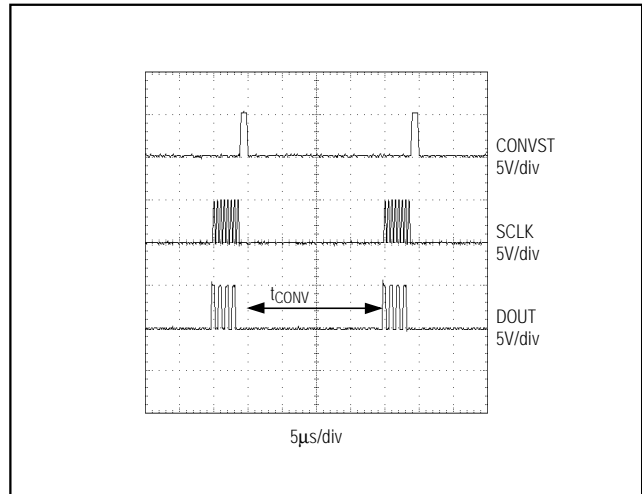 CONVST
5V/div
SCLK
5V/div
tCONV
DOUT
5V/div
5µs/div